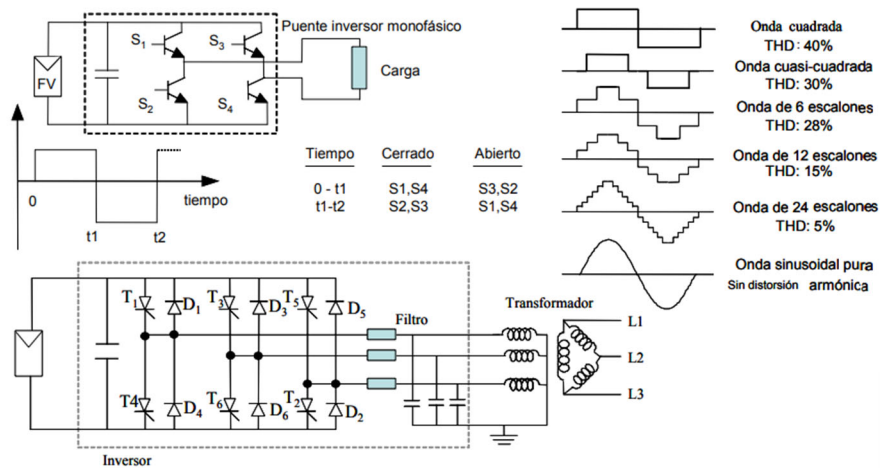 Puente inversor monofásico
S1
S3
FV
S2
S4
Carga
0
t1
t2
tiempo
Tiempo Cerrado Abierto
0 - t1 S1,S4 S3,S2
t1-t2 S2,S3 S1,S4
Onda cuadrada
THD: 40%
Onda cuasi-cuadrada
THD: 30%
Onda de 6 escalones
THD: 28%
Onda de 12 escalones
THD: 15%
Onda de 24 escalones
THD: 5%
Onda sinusoidal pura
Sin distorsión armónica
T1
D1
T3
D3
T5
D5
Filtro
Transformador
L1
L2
L3
T4
D4
T6
D6
T2
D2
Inversor